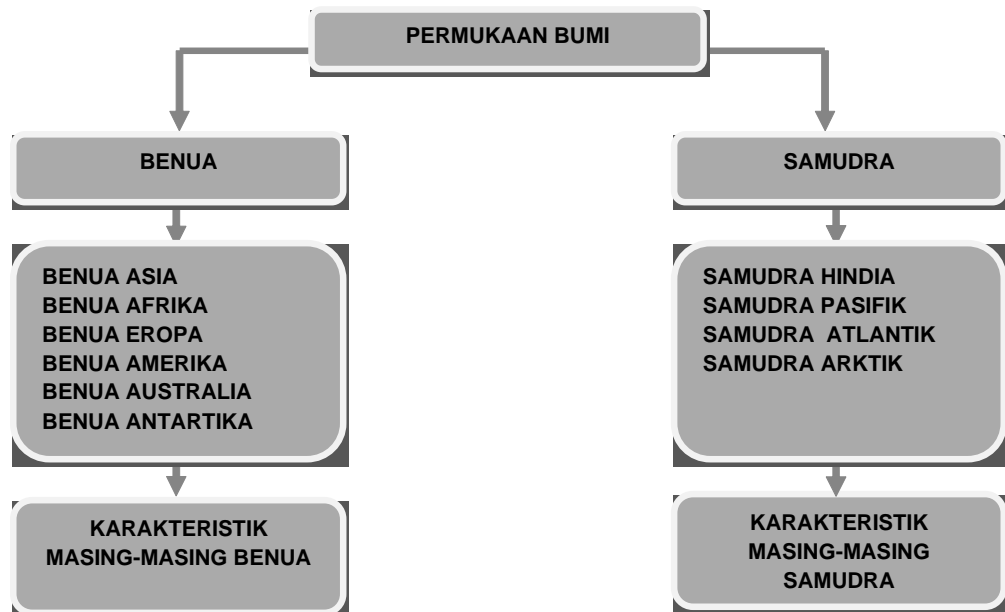 PERMUKAAN BUMI
BENUA
SAMUDRA
BENUA ASIA
BENUA AFRIKA
BENUA EROPA
BENUA AMERIKA
BENUA AUSTRALIA
BENUA ANTARTIKA
SAMUDRA HINDIA
SAMUDRA PASIFIK
SAMUDRA ATLANTIK
SAMUDRA ARKTIK
KARAKTERISTIK
MASING-MASING BENUA
KARAKTERISTIK
MASING-MASING
SAMUDRA